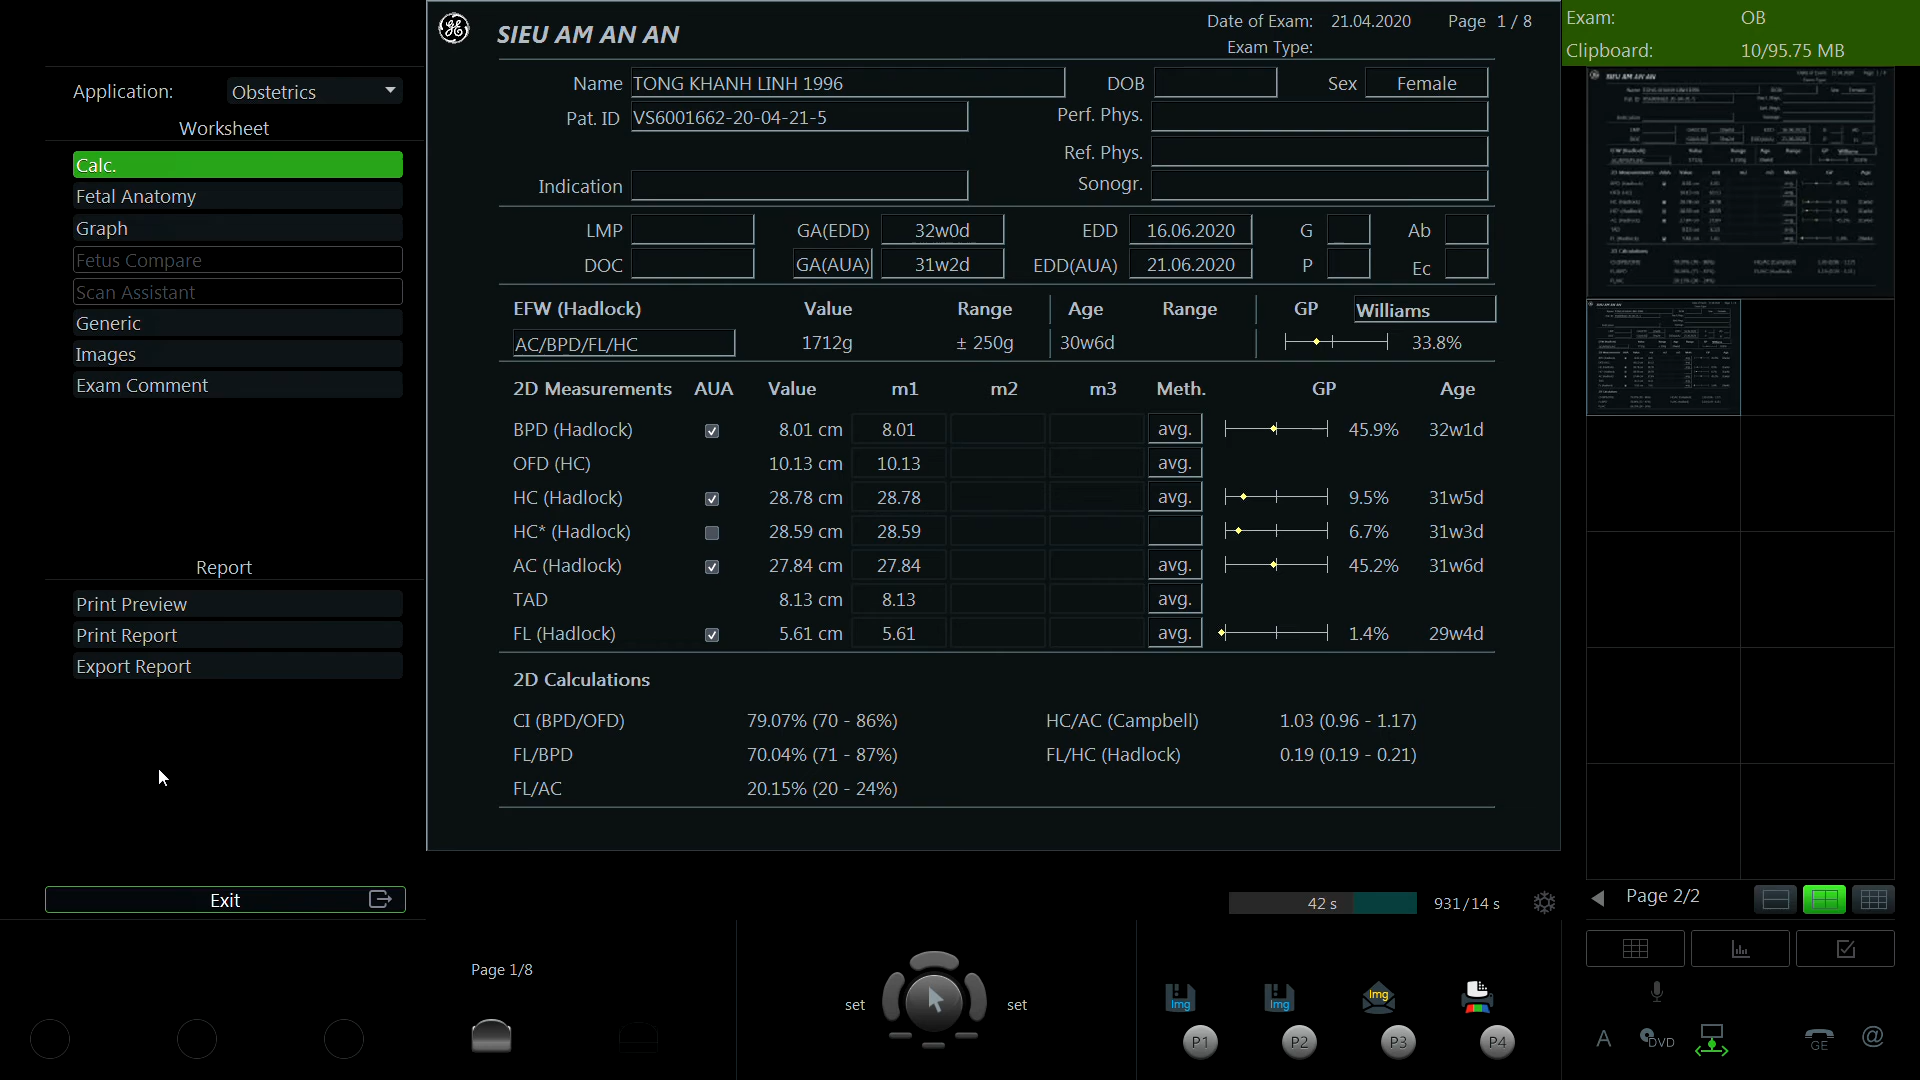 Application: Obstetrics
Worksheet
Calc.
Fetal Anatomy
Graph
Fetus Compare
Scan Assistant
Generic
Images
Exam Comment
Report
Print Preview
Print Report
Export Report
Exit
SIEU AM AN AN
Date of Exam: 21.04.2020 Page 1 / 8
Exam Type:
Name TONG KHANH LINH 1996 DOB Sex Female
Pat. ID VS6001662-20-04-21-5 Perf. Phys.
Ref. Phys.
Indication Sonogr.
LMP GA(EDD) 32w0d EDD 16.06.2020 G Ab
DOC GA(AUA) 31w2d EDD(AUA) 21.06.2020 P Ec
EFW (Hadlock) Value Range Age Range GP Williams
AC/BPD/FL/HC 1712g ± 250g 30w6d 33.8%
2D Measurements AUA Value m1 m2 m3 Meth. GP Age
BPD (Hadlock) 8.01 cm 8.01 avg. 45.9% 32w1d
OFD (HC) 10.13 cm 10.13 avg.
HC (Hadlock) 28.78 cm 28.78 avg. 9.5% 31w5d
HC* (Hadlock) 28.59 cm 28.59 6.7% 31w3d
AC (Hadlock) 27.84 cm 27.84 avg. 45.2% 31w6d
TAD 8.13 cm 8.13 avg.
FL (Hadlock) 5.61 cm 5.61 avg. 1.4% 29w4d
2D Calculations
CI (BPD/OFD) 79.07% (70 - 86%) HC/AC (Campbell) 1.03 (0.96 - 1.17)
FL/BPD 70.04% (71 - 87%) FL/HC (Hadlock) 0.19 (0.19 - 0.21)
FL/AC 20.15% (20 - 24%)
42 s 931/14 s
Page 1/8
set set
Img Img Img
P1 P2 P3 P4
Exam: OB
Clipboard: 10/95.75 MB
Page 2/2
A DVD GE @